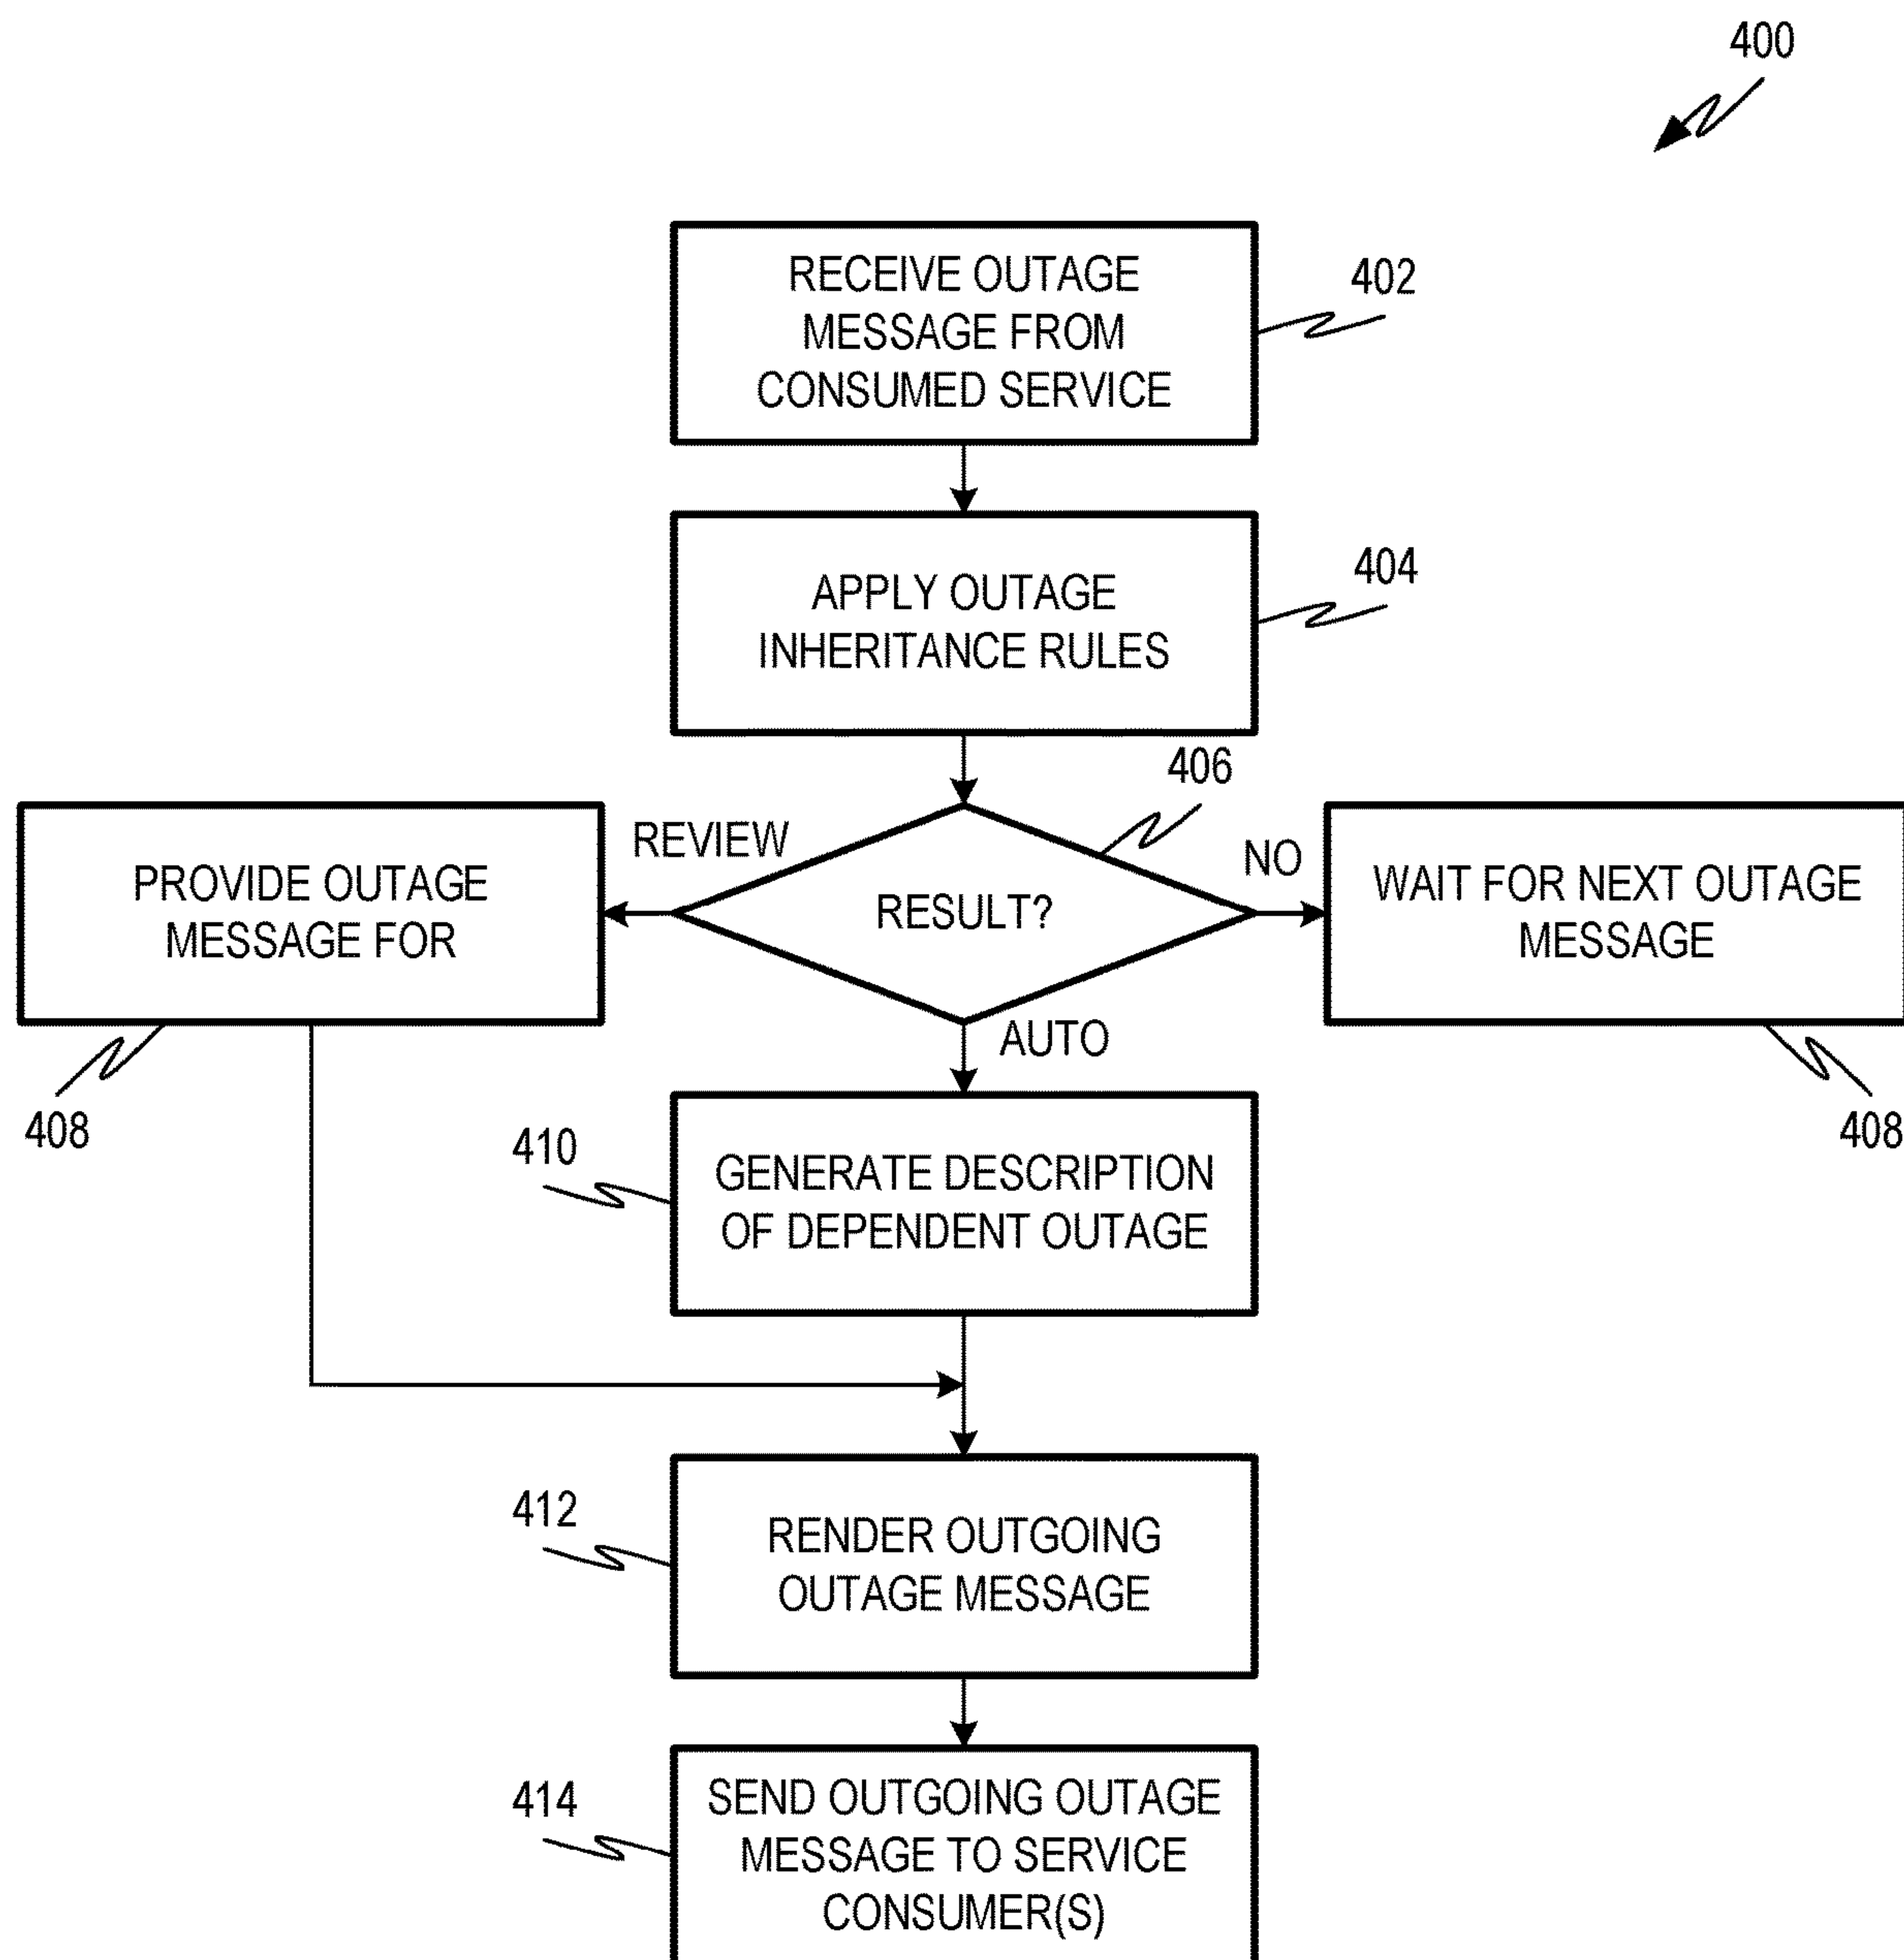 400
RECEIVE OUTAGE
MESSAGE FROM
CONSUMED SERVICE
402
APPLY OUTAGE
INHERITANCE RULES
404
406
REVIEW
NO
PROVIDE OUTAGE
MESSAGE FOR
RESULT?
WAIT FOR NEXT OUTAGE
MESSAGE
AUTO
408
408
410
GENERATE DESCRIPTION
OF DEPENDENT OUTAGE
412
RENDER OUTGOING
OUTAGE MESSAGE
414
SEND OUTGOING OUTAGE
MESSAGE TO SERVICE
CONSUMER(S)